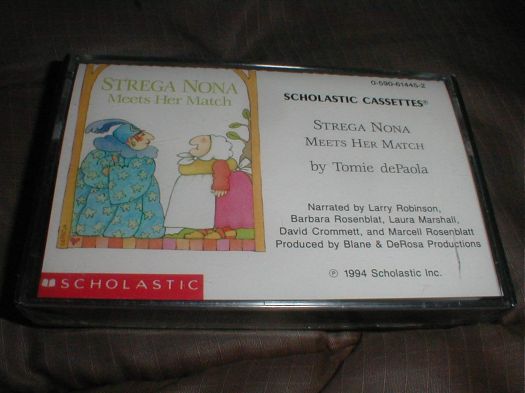 STREGA NONA
Meets Her Match
0-590-61445-2
SCHOLASTIC CASSETTES®
STREGA NONA
MEETS HER MATCH
by Tomie dePaola
Narrated by Larry Robinson,
Barbara Rosenblat, Laura Marshall,
David Crommett, and Marcell Rosenblatt
Produced by Blane & DeRosa Productions
℗ 1994 Scholastic Inc.
SCHOLASTIC